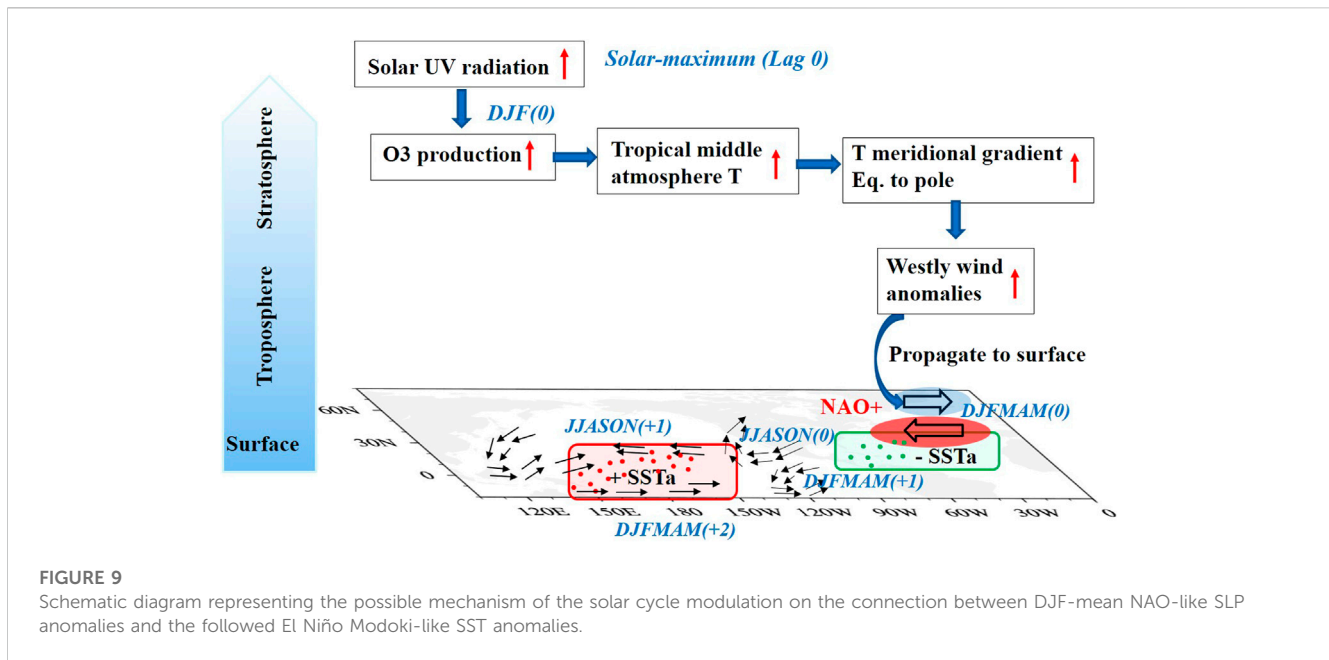 Solar UV radiation
Solar-maximum (Lag 0)
DJF(0)
O3 production
Tropical middle
atmosphere T
T meridional gradient
Eq. to pole
Westly wind
anomalies
Propagate to surface
Stratosphere
Troposphere
Surface
60N
30N
0
NAO+
DJFMAM(0)
JJASON(+1)
JJASON(0)
+ SSTa
- SSTa
DJFMAM(+1)
120E
150E
180
150W
120W
90W
60W
30W
0
DJFMAM(+2)
FIGURE 9
Schematic diagram representing the possible mechanism of the solar cycle modulation on the connection between DJF-mean NAO-like SLP
anomalies and the followed El Niño Modoki-like SST anomalies.